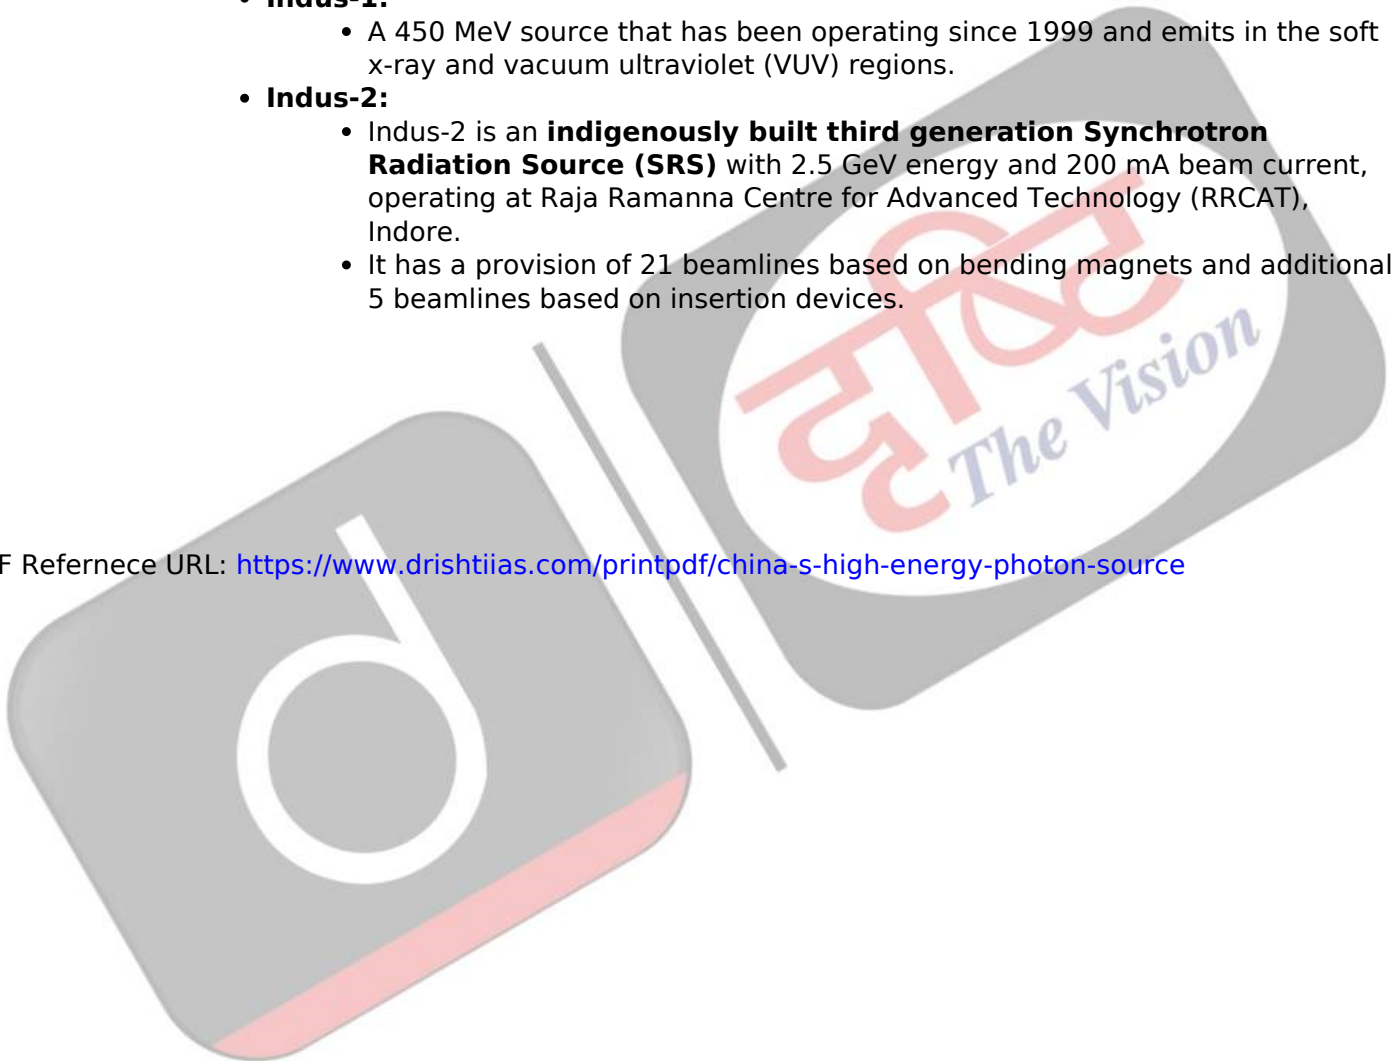 Indus-1:
A 450 MeV source that has been operating since 1999 and emits in the soft
x-ray and vacuum ultraviolet (VUV) regions.
Indus-2:
Indus-2 is an indigenously built third generation Synchrotron
Radiation Source (SRS) with 2.5 GeV energy and 200 mA beam current,
operating at Raja Ramanna Centre for Advanced Technology (RRCAT),
Indore.
It has a provision of 21 beamlines based on bending magnets and additional
5 beamlines based on insertion devices.
दृष्टि
The Vision
F Refernece URL: https://www.drishtiias.com/printpdf/china-s-high-energy-photon-source
d